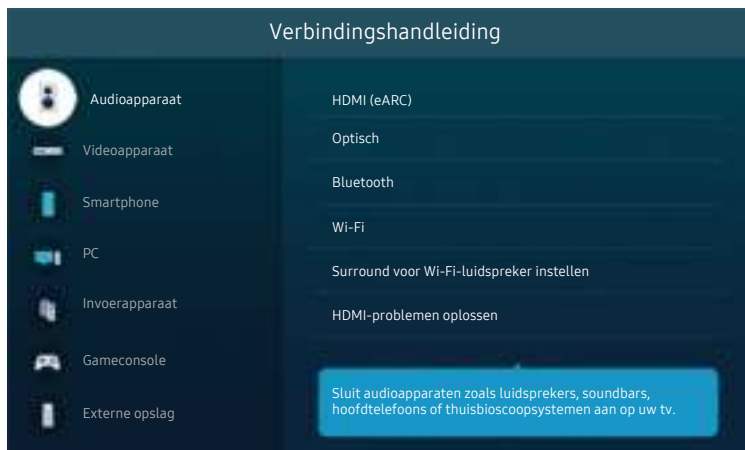 Verbindingshandleiding
Audioapparaat
Videoapparaat
Smartphone
PC
Invoerapparaat
Gameconsole
Externe opslag
HDMI (eARC)
Optisch
Bluetooth
Wi-Fi
Surround voor Wi-Fi-luidspreker instellen
HDMI-problemen oplossen
Sluit audioapparaten zoals luidsprekers, soundbars,
hoofdtelefoons of thuisbioscoopsystemen aan op uw tv.